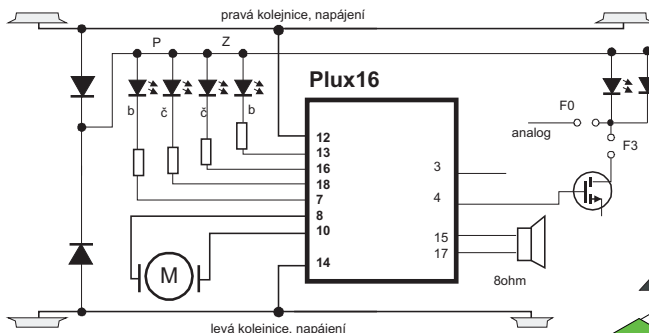 pravá kolejnice, napájení
P Z
Plux16
b č č b
F0
analog
F3
12
13
16
18
7
8
10
14
3
4
15
17
M
8ohm
levá kolejnice, napájení